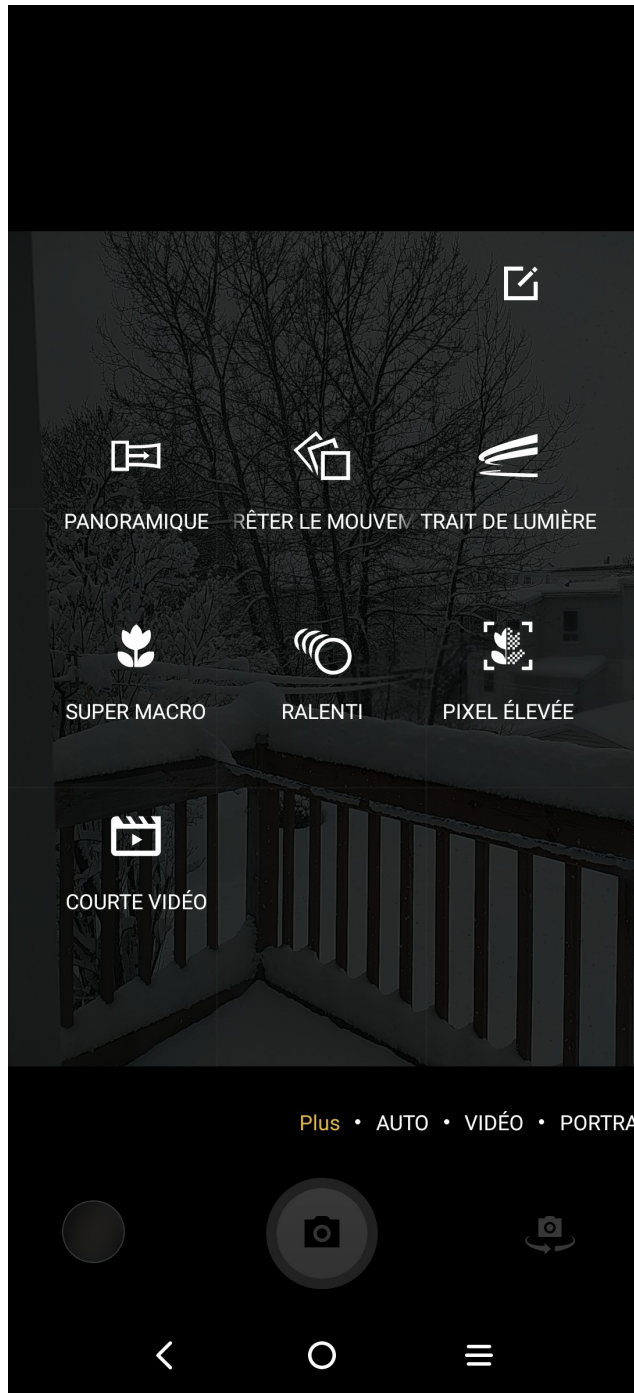 PANORAMIQUE
RÊTER LE MOUVEM
TRAIT DE LUMIÈRE
SUPER MACRO
RALENTI
PIXEL ÉLEVÉE
COURTE VIDÉO
Plus • AUTO • VIDÉO • PORTRA